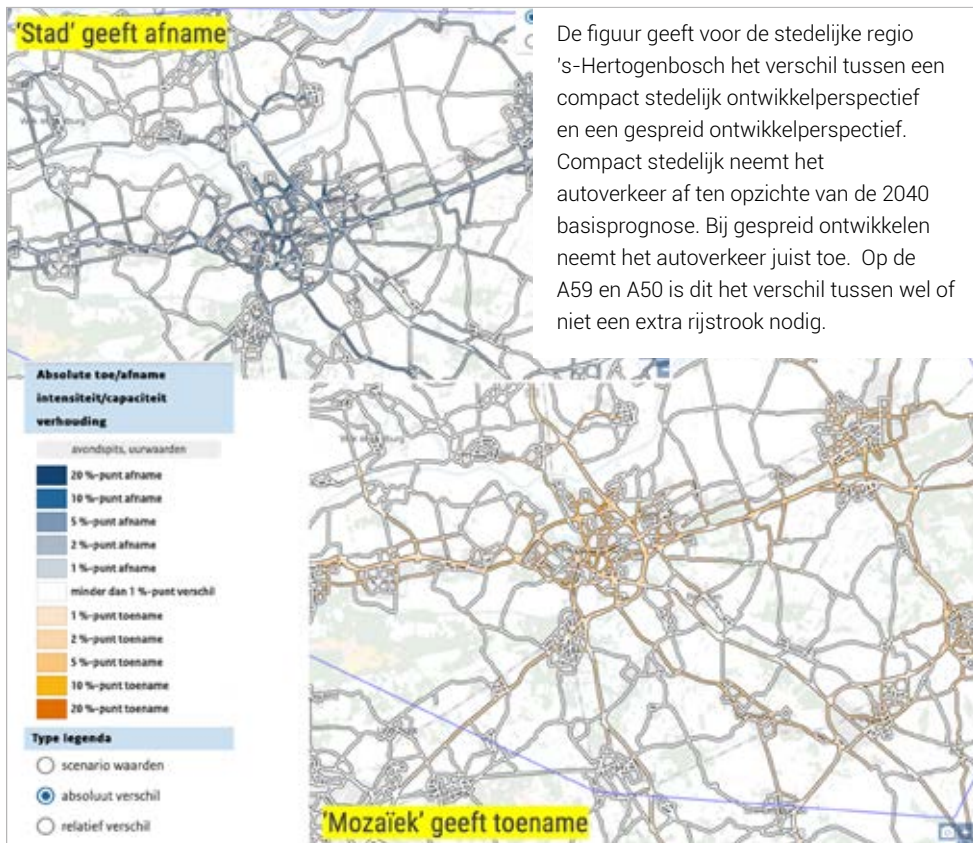 'Stad' geeft afname
De figuur geeft voor de stedelijke regio
's-Hertogenbosch het verschil tussen een
compact stedelijk ontwikkelperspectief
en een gespreid ontwikkelperspectief.
Compact stedelijk neemt het
autoverkeer af ten opzichte van de 2040
basisprognose. Bij gespreid ontwikkelen
neemt het autoverkeer juist toe. Op de
A59 en A50 is dit het verschil tussen wel of
niet een extra rijstrook nodig.
Absolute toe/afname
intensiteit/capaciteit
verhouding
avondspits, uurwaarden
20 %-punt afname
10 %-punt afname
5 %-punt afname
2 %-punt afname
1 %-punt afname
minder dan 1 %-punt verschil
1 %-punt toename
2 %-punt toename
5 %-punt toename
10 %-punt toename
20 %-punt toename
Type legenda
scenario waarden
absoluut verschil
relatief verschil
'Mozaïek' geeft toename